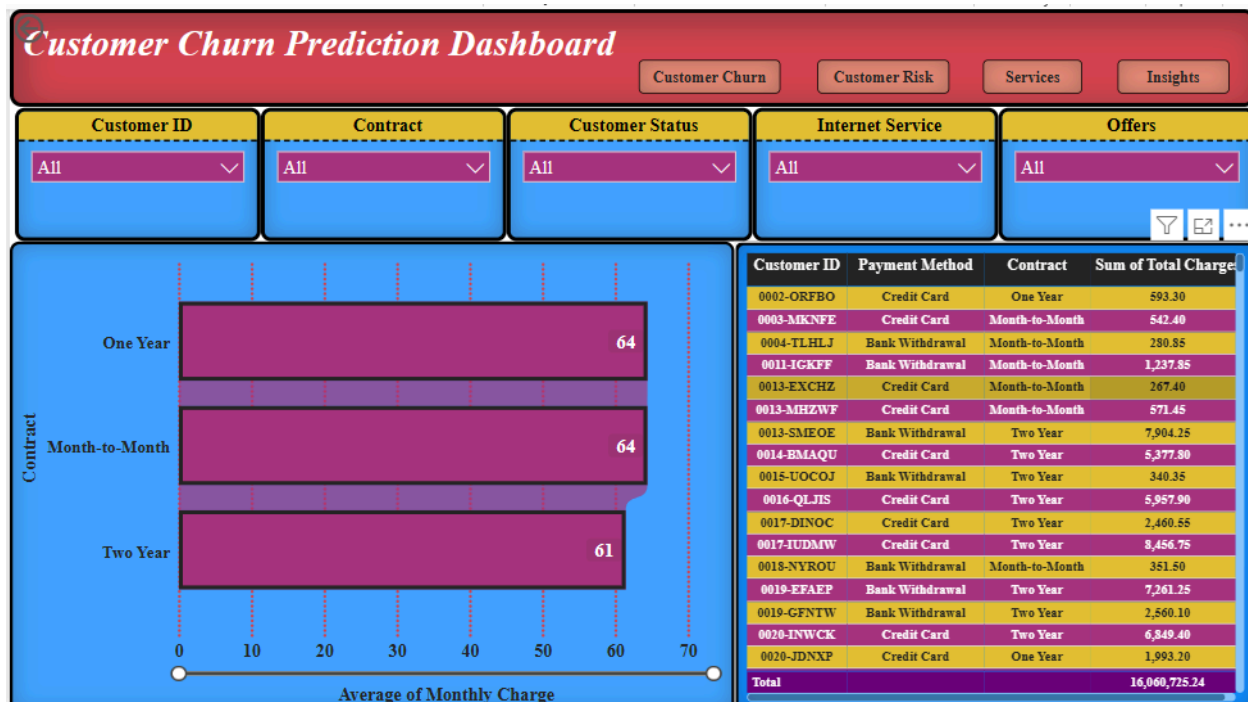 Customer Churn Prediction Dashboard
Customer Churn Customer Risk Services Insights
Customer ID Contract Customer Status Internet Service Offers
All All All All All
One Year 64
Month-to-Month 64
Two Year 61
Contract
0 10 20 30 40 50 60 70
Average of Monthly Charge
Customer ID Payment Method Contract Sum of Total Charges
0002-ORFBO Credit Card One Year 593.30
0003-MKNFE Credit Card Month-to-Month 542.40
0004-TLHLJ Bank Withdrawal Month-to-Month 280.85
0011-IGKFF Bank Withdrawal Month-to-Month 1,237.85
0013-EXCHZ Credit Card Month-to-Month 267.40
0013-MHZWF Credit Card Month-to-Month 571.45
0013-SMEOE Bank Withdrawal Two Year 7,904.25
0014-BMAQU Credit Card Two Year 5,377.80
0015-UOCOJ Bank Withdrawal Two Year 340.35
0016-QLJIS Credit Card Two Year 5,957.90
0017-DINOC Credit Card Two Year 2,460.55
0017-IUDMW Credit Card Two Year 8,456.75
0018-NYROU Bank Withdrawal Month-to-Month 351.50
0019-EFAEP Bank Withdrawal Two Year 7,261.25
0019-GFNTW Bank Withdrawal Two Year 2,560.10
0020-INWCK Credit Card Two Year 6,849.40
0020-JDNXP Credit Card One Year 1,993.20
Total 16,060,725.24